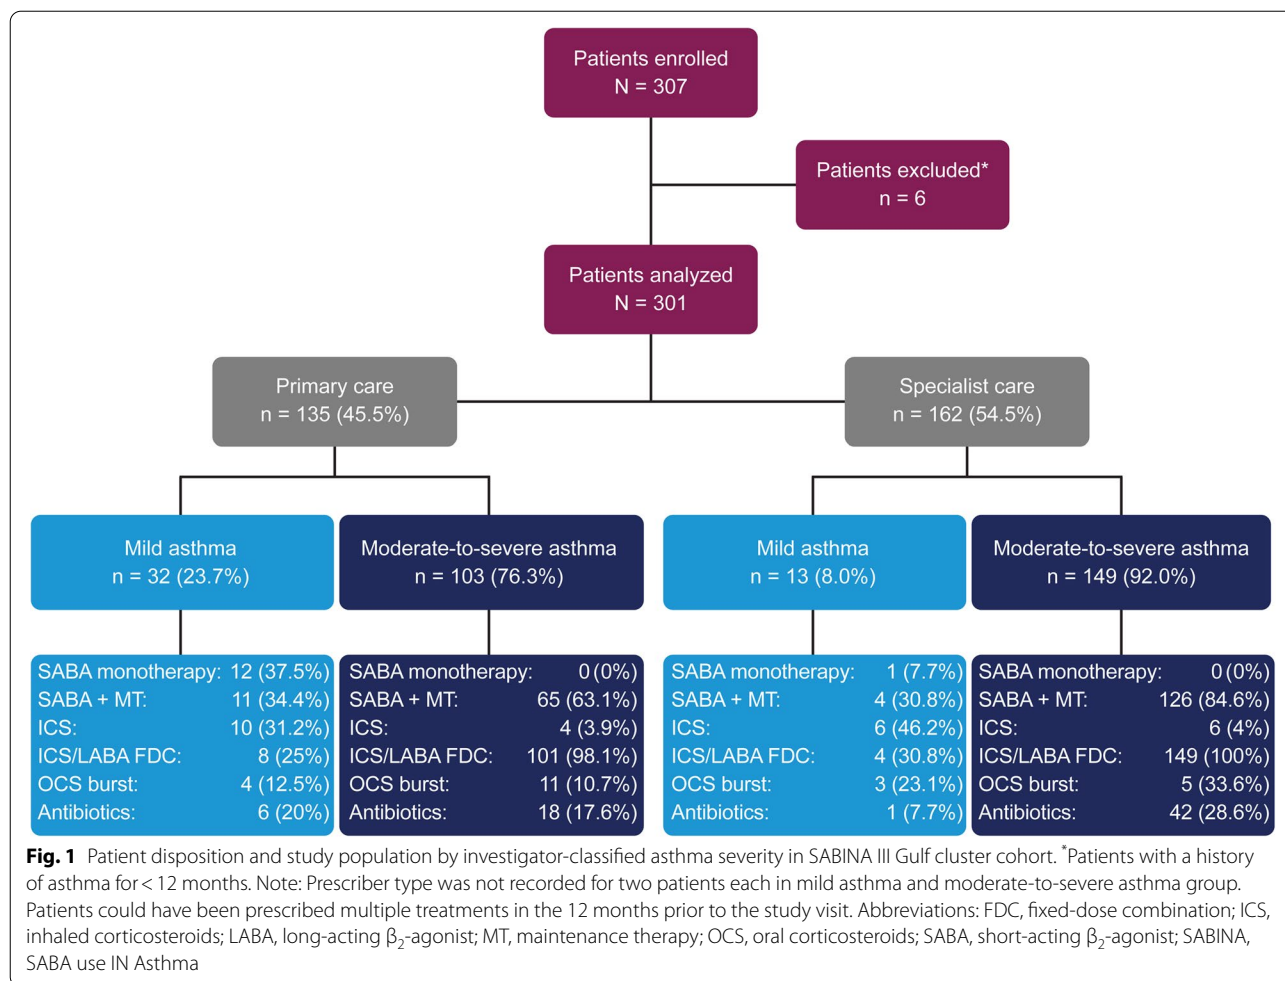 Patients enrolled
N = 307
Patients excluded*
n = 6
Patients analyzed
N = 301
Primary care
n = 135 (45.5%)
Specialist care
n = 162 (54.5%)
Mild asthma
n = 32 (23.7%)
Moderate-to-severe asthma
n = 103 (76.3%)
Mild asthma
n = 13 (8.0%)
Moderate-to-severe asthma
n = 149 (92.0%)
SABA monotherapy: 12 (37.5%)
SABA + MT: 11 (34.4%)
ICS: 10 (31.2%)
ICS/LABA FDC: 8 (25%)
OCS burst: 4 (12.5%)
Antibiotics: 6 (20%)
SABA monotherapy: 0 (0%)
SABA + MT: 65 (63.1%)
ICS: 4 (3.9%)
ICS/LABA FDC: 101 (98.1%)
OCS burst: 11 (10.7%)
Antibiotics: 18 (17.6%)
SABA monotherapy: 1 (7.7%)
SABA + MT: 4 (30.8%)
ICS: 6 (46.2%)
ICS/LABA FDC: 4 (30.8%)
OCS burst: 3 (23.1%)
Antibiotics: 1 (7.7%)
SABA monotherapy: 0 (0%)
SABA + MT: 126 (84.6%)
ICS: 6 (4%)
ICS/LABA FDC: 149 (100%)
OCS burst: 5 (33.6%)
Antibiotics: 42 (28.6%)
Fig. 1 Patient disposition and study population by investigator-classified asthma severity in SABINA III Gulf cluster cohort. *Patients with a history
of asthma for < 12 months. Note: Prescriber type was not recorded for two patients each in mild asthma and moderate-to-severe asthma group.
Patients could have been prescribed multiple treatments in the 12 months prior to the study visit. Abbreviations: FDC, fixed-dose combination; ICS,
inhaled corticosteroids; LABA, long-acting β₂-agonist; MT, maintenance therapy; OCS, oral corticosteroids; SABA, short-acting β₂-agonist; SABINA,
SABA use IN Asthma